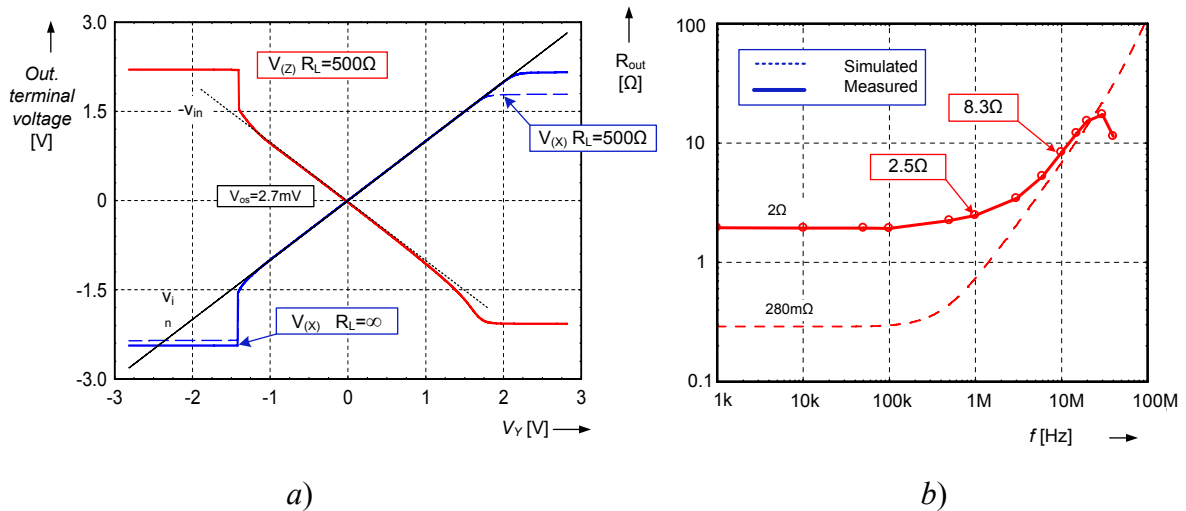 3.0
1.5
0
-1.5
-3.0
Out.
terminal
voltage
[V]
V(Z) RL=500Ω
-vin
V(X) RL=500Ω
Vos=2.7mV
vi
n
V(X) RL=∞
-3
-2
-1
0
1
2
3
VY [V]
a)
Rout
[Ω]
100
10
1
0.1
Simulated
Measured
8.3Ω
2.5Ω
2Ω
280mΩ
1k
10k
100k
1M
10M
100M
f [Hz]
b)